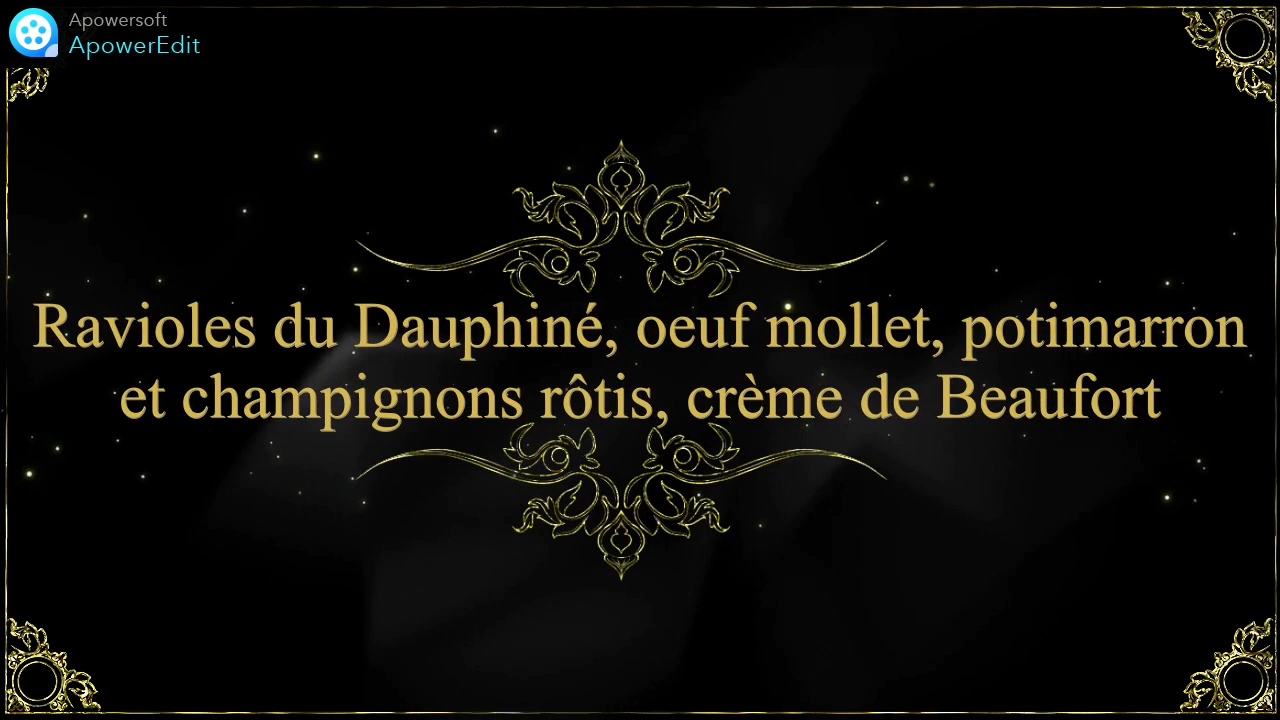 Apowersoft
ApowerEdit
Ravioles du Dauphiné, oeuf mollet, potimarron
et champignons rôtis, crème de Beaufort